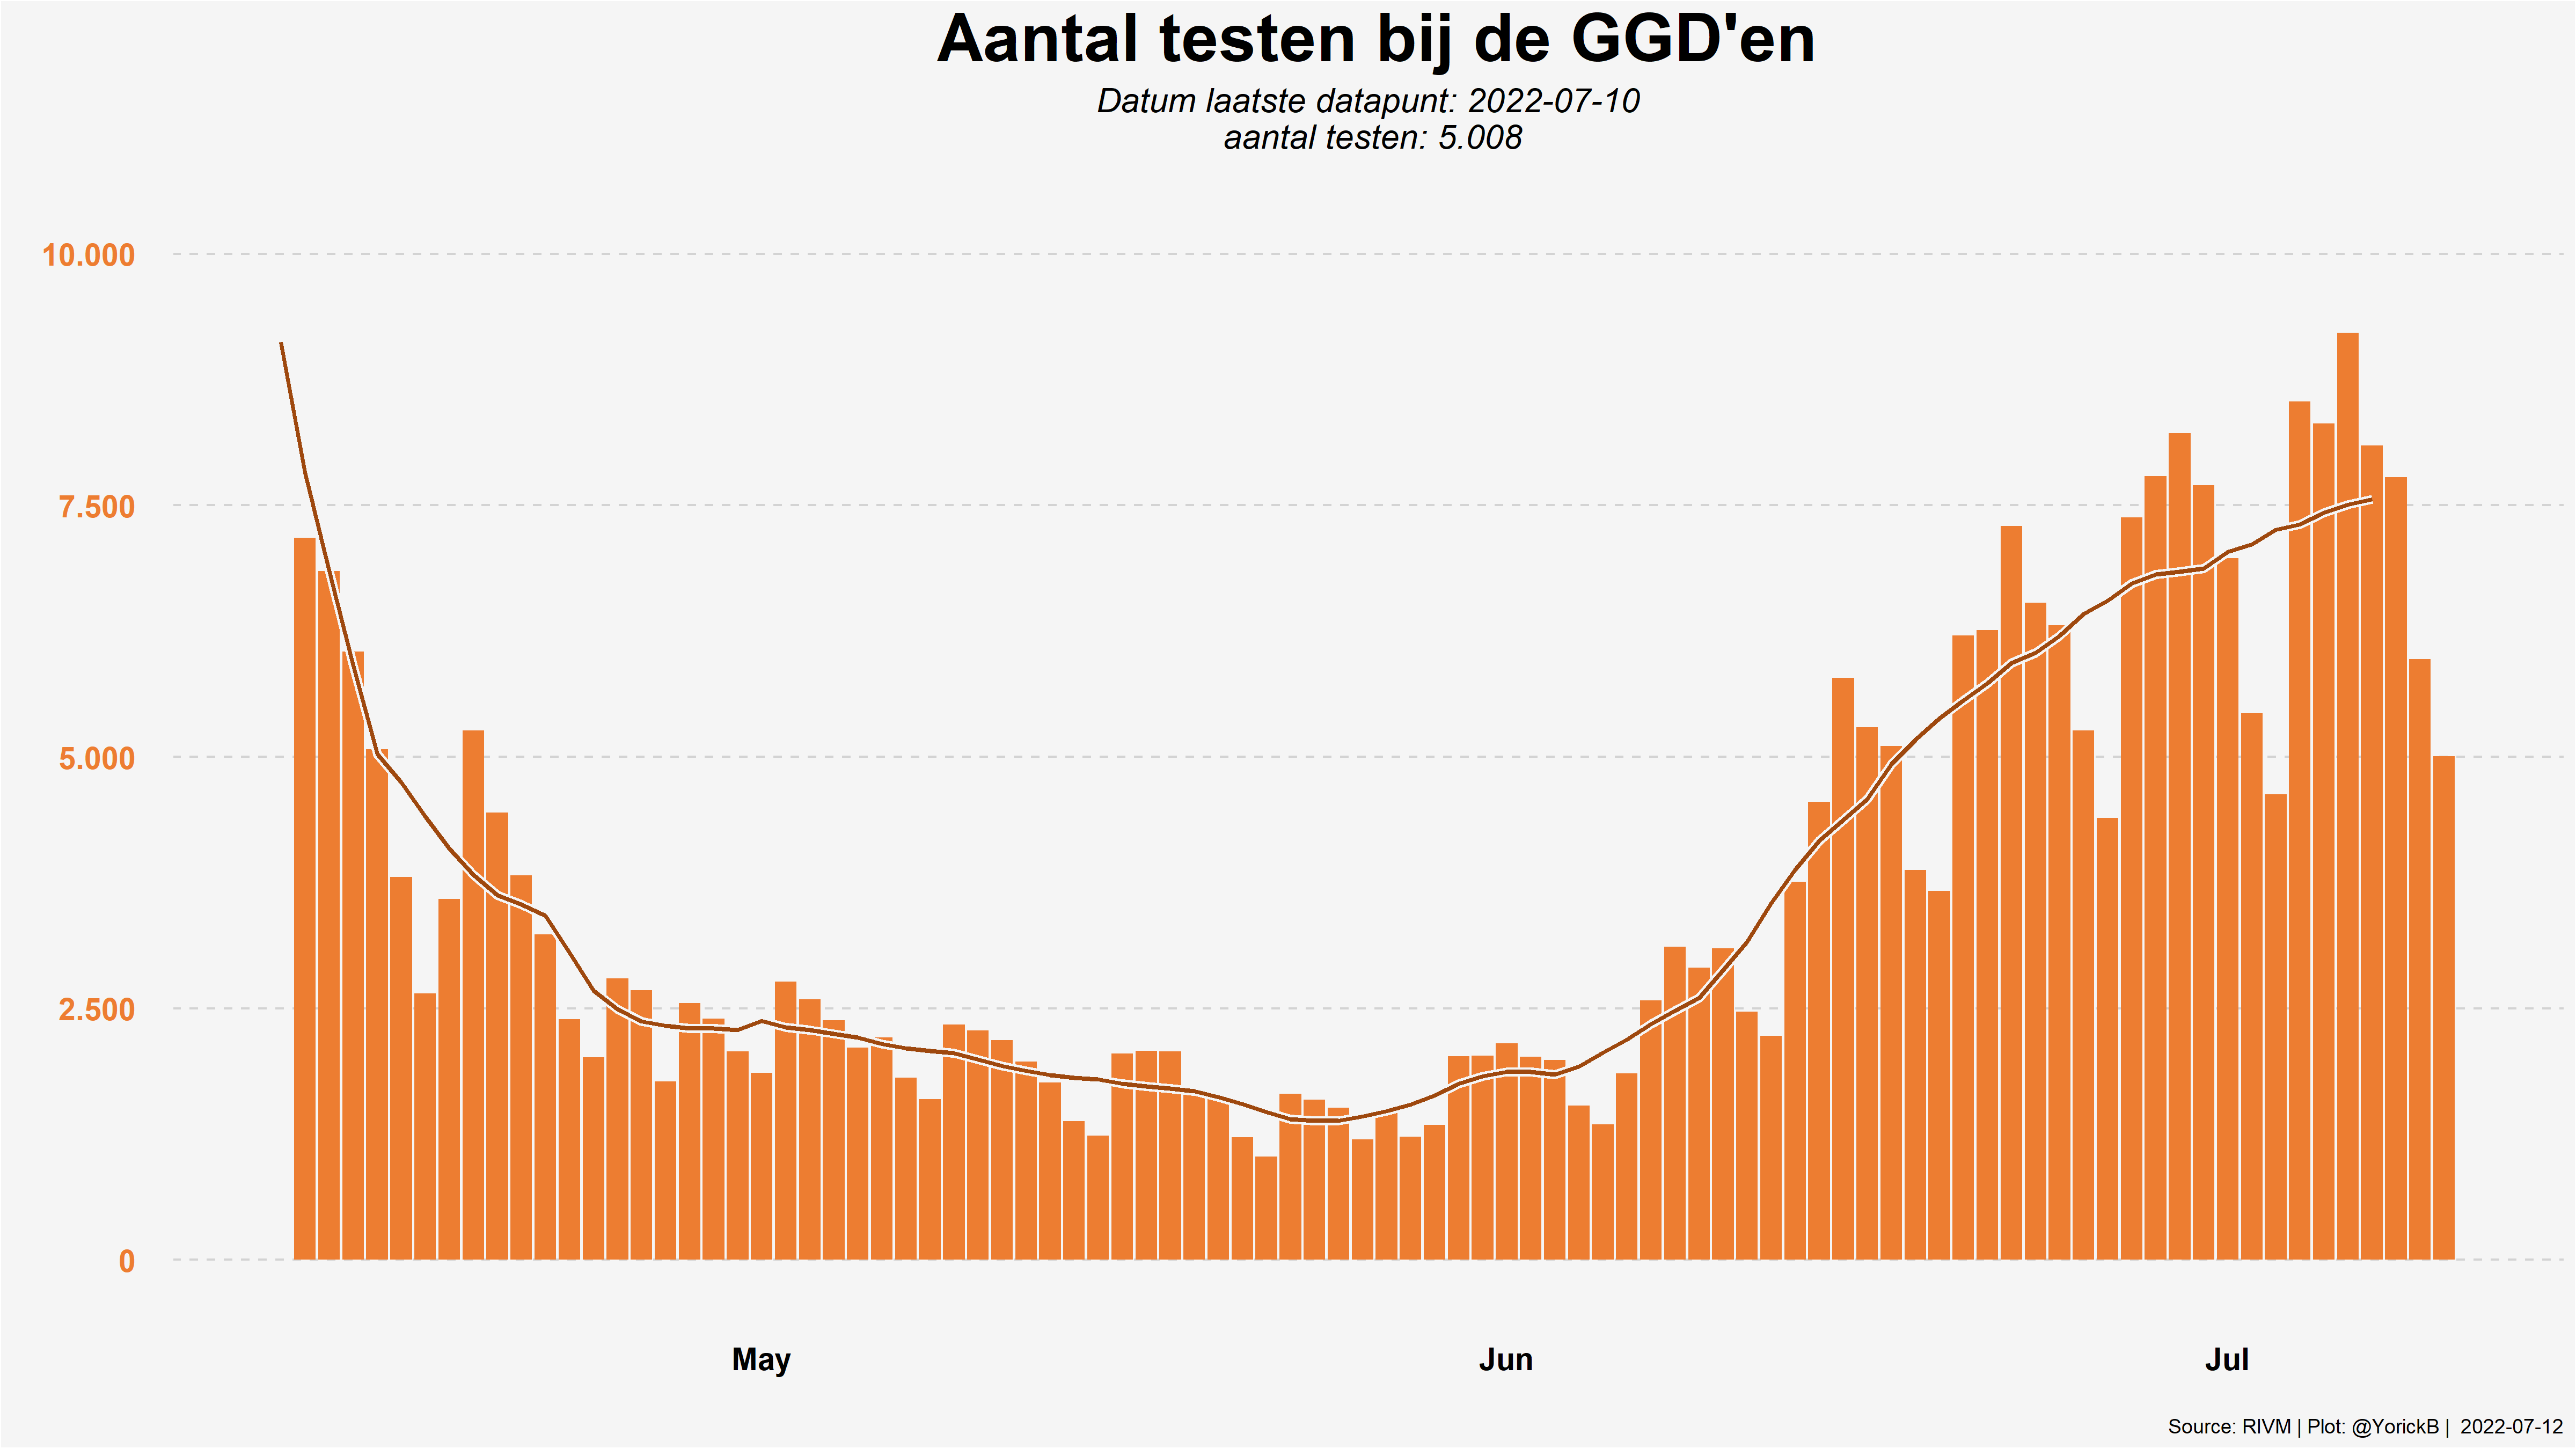 Aantal testen bij de GGD'en
Datum laatste datapunt: 2022-07-10
aantal testen: 5.008
10.000
7.500
5.000
2.500
0
May Jun Jul
Source: RIVM | Plot: @YorickB | 2022-07-12